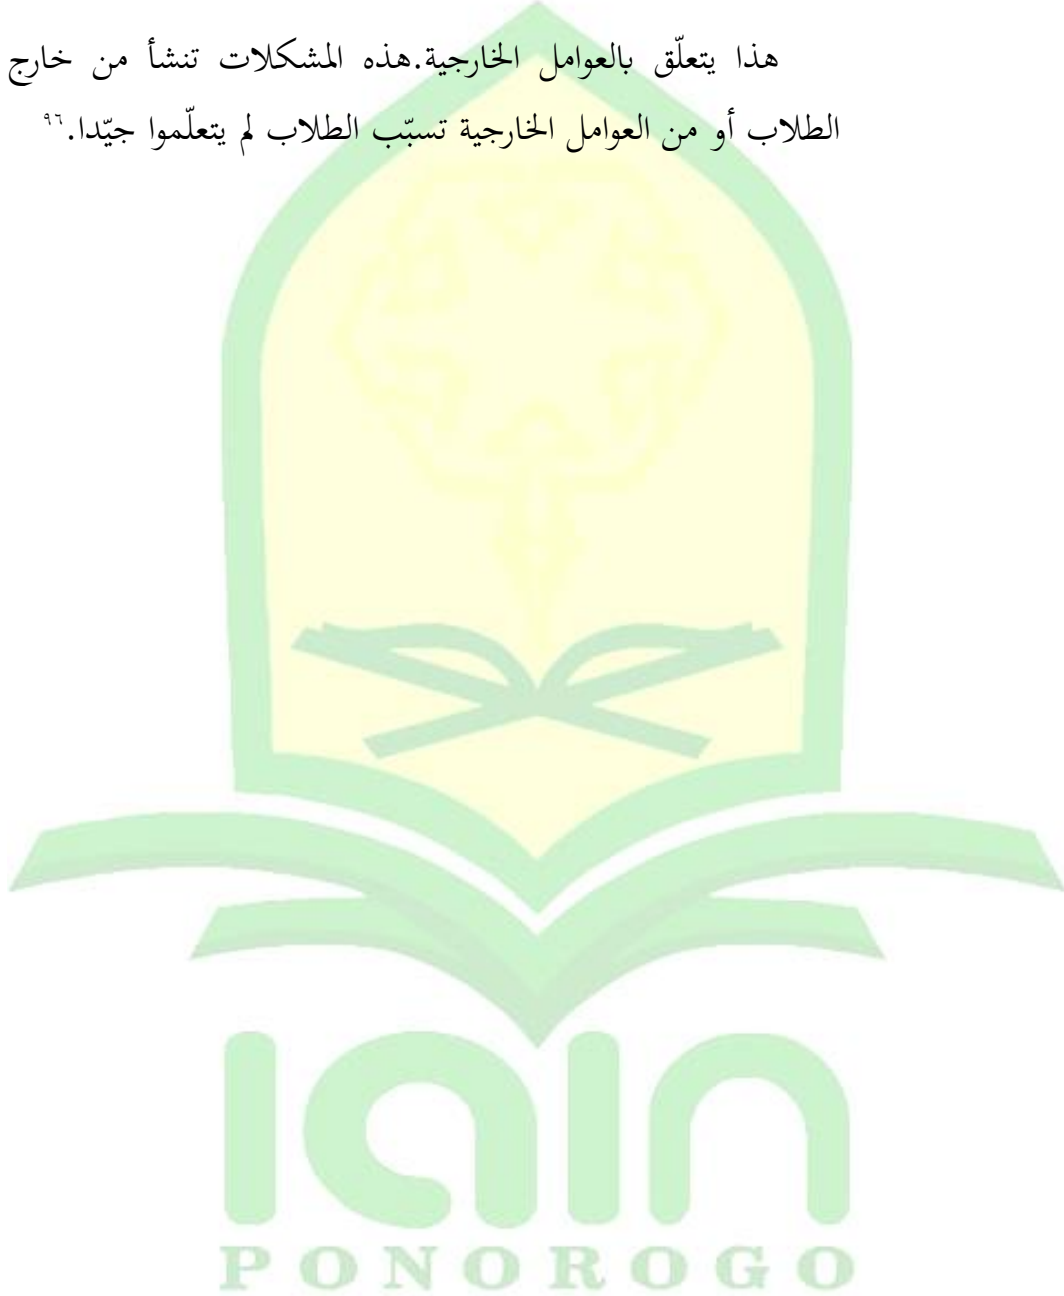 هذا يتعلّق بالعوامل الخارجية.هذه المشكلات تنشأ من خارج
الطلاب أو من العوامل الخارجية تسبّب الطلاب لم يتعلّموا جيّدا.٩٦
IAIN
PONOROGO